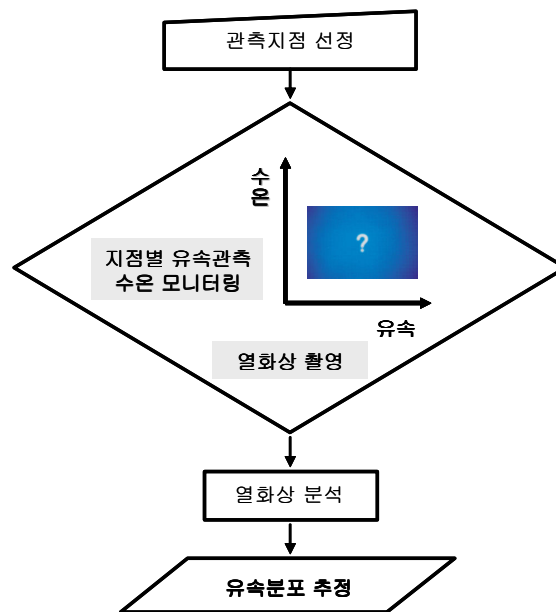 관측지점 선정
수온
?
지점별 유속관측
수온 모니터링
유속
열화상 촬영
열화상 분석
유속분포 추정